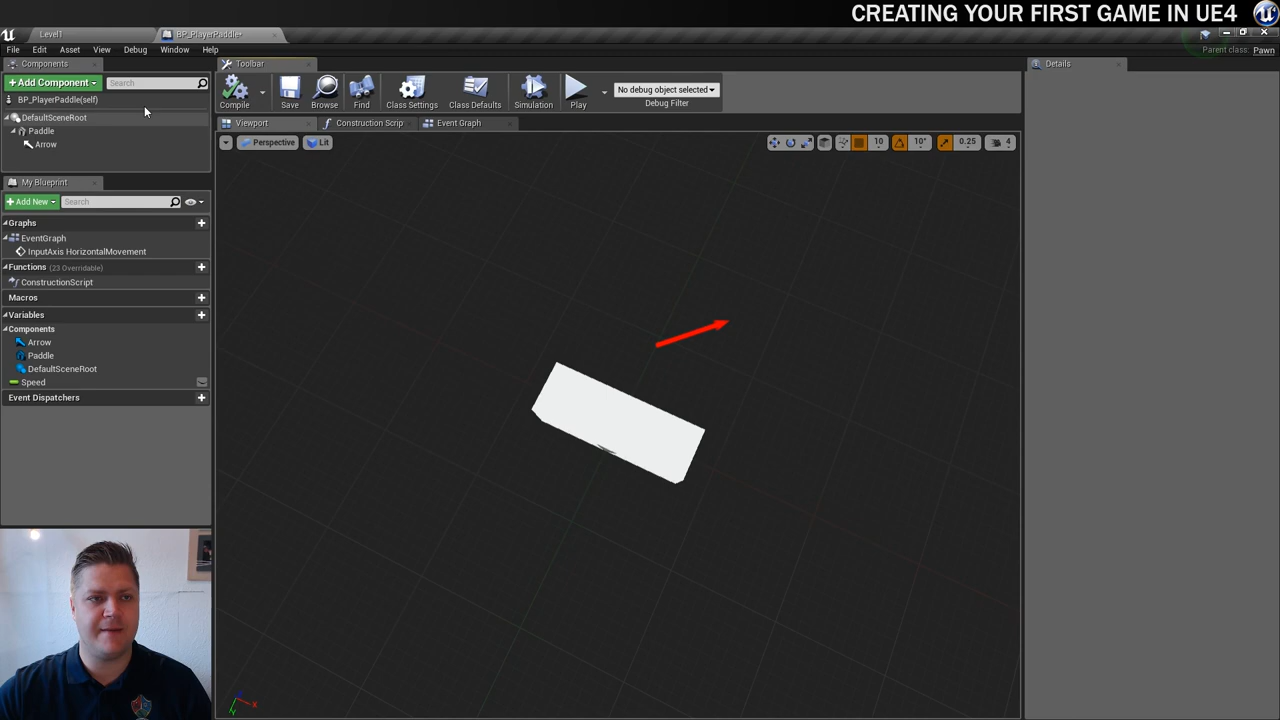 CREATING YOUR FIRST GAME IN UE4
Level1
BP_PlayerPaddle*
File Edit Asset View Debug Window Help
Parent class: Pawn
Components
+Add Component
Search
BP_PlayerPaddle(self)
DefaultSceneRoot
Paddle
Arrow
My Blueprint
+Add New
Search
Graphs
EventGraph
InputAxis HorizontalMovement
Functions (23 Overridable)
ConstructionScript
Macros
Variables
Components
Arrow
Paddle
DefaultSceneRoot
Speed
Event Dispatchers
Toolbar
Compile Save Browse Find Class Settings Class Defaults Simulation Play
No debug object selected
Debug Filter
Viewport Construction Scrip Event Graph
Perspective Lit
10 10° 0.25 4
Details
X